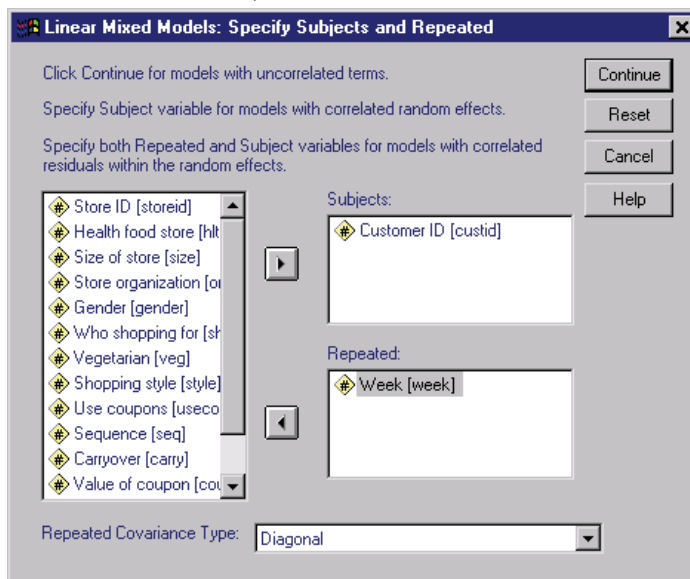 Linear Mixed Models: Specify Subjects and Repeated
Click Continue for models with uncorrelated terms.
Specify Subject variable for models with correlated random effects.
Specify both Repeated and Subject variables for models with correlated
residuals within the random effects.
Continue
Reset
Cancel
Help
Store ID [storeid]
Health food store [hlt
Size of store [size]
Store organization [or
Gender [gender]
Who shopping for [sh
Vegetarian [veg]
Shopping style [style]
Use coupons [useco
Sequence [seq]
Carryover [carry]
Value of coupon [cou
Subjects:
Customer ID [custid]
Repeated:
Week [week]
Repeated Covariance Type:
Diagonal